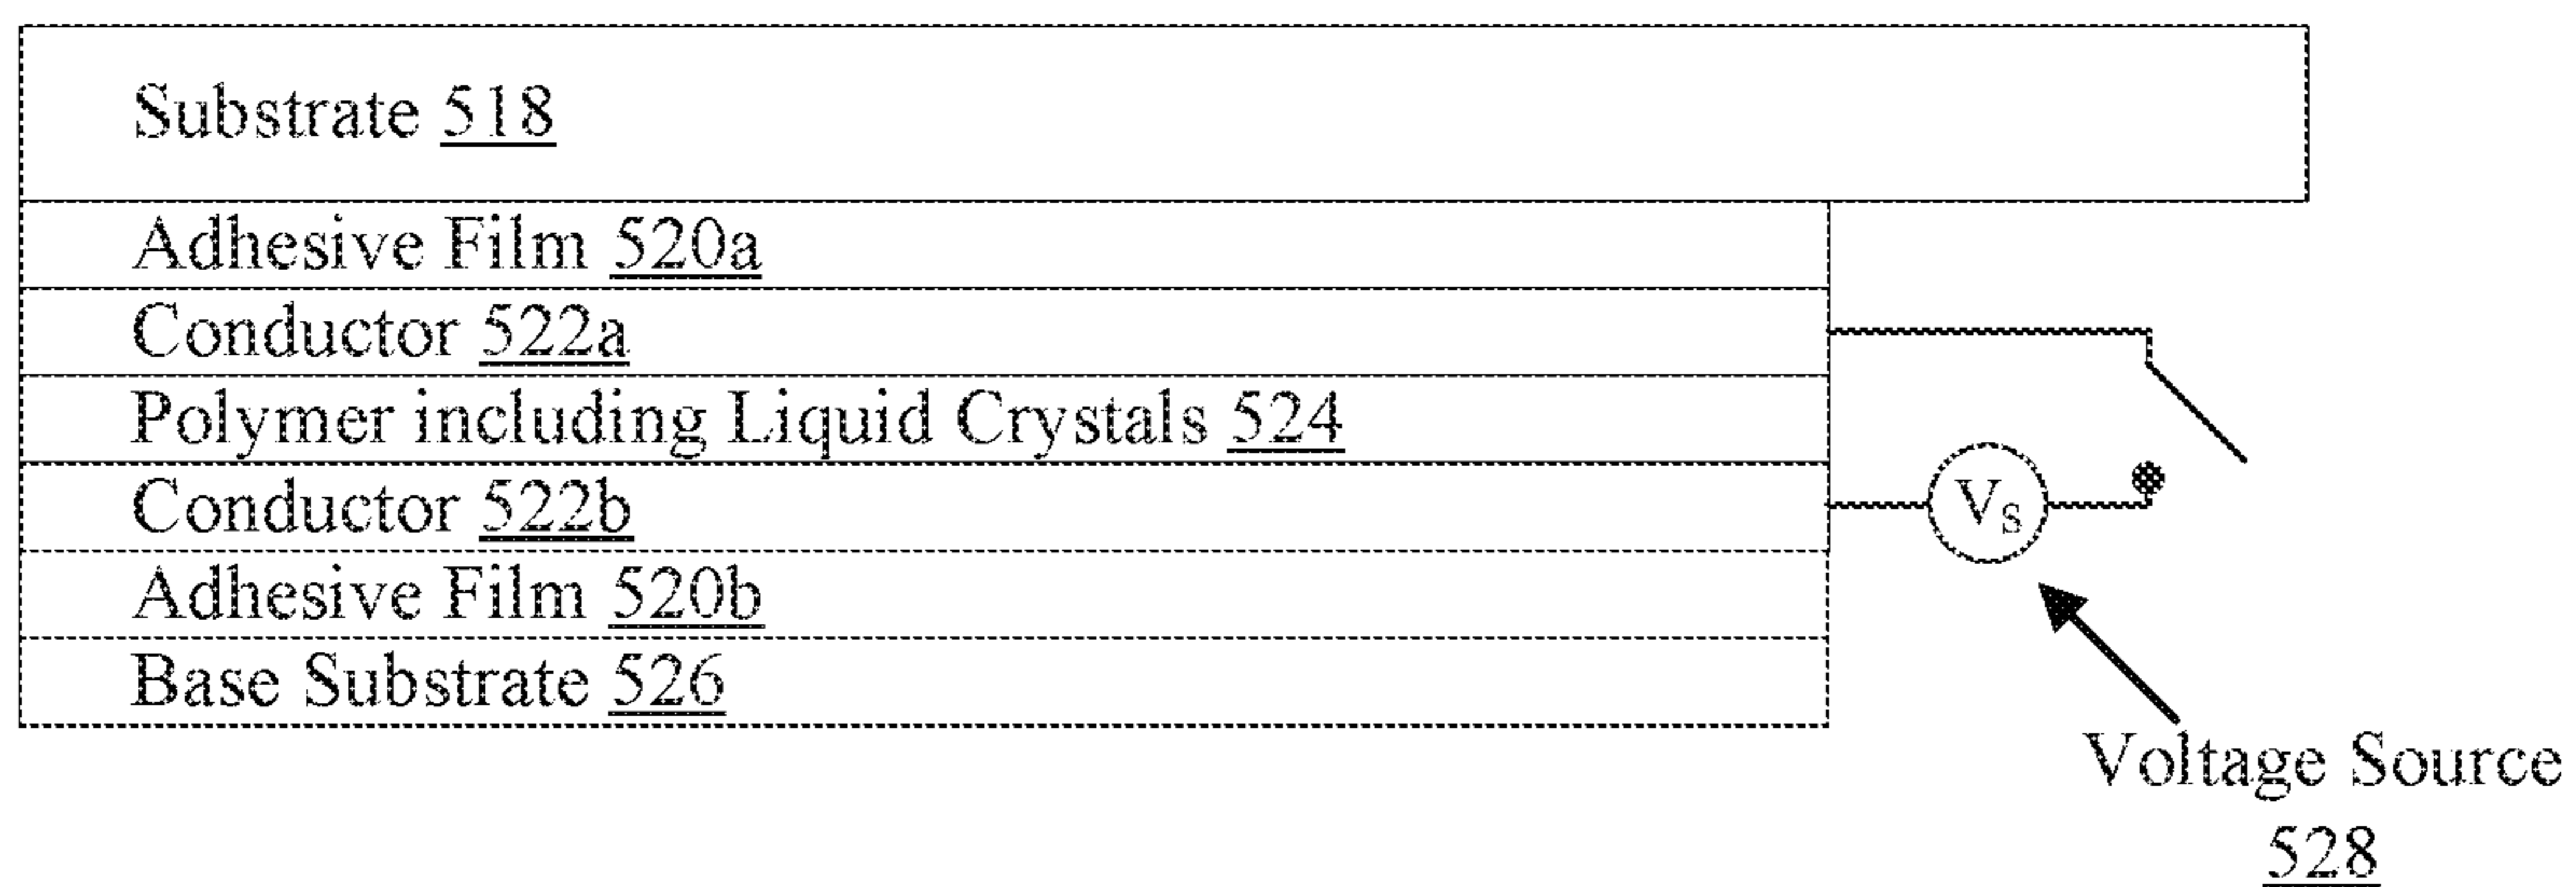 Substrate 518
Adhesive Film 520a
Conductor 522a
Polymer including Liquid Crystals 524
Conductor 522b
VS
Adhesive Film 520b
Base Substrate 526
Voltage Source
528